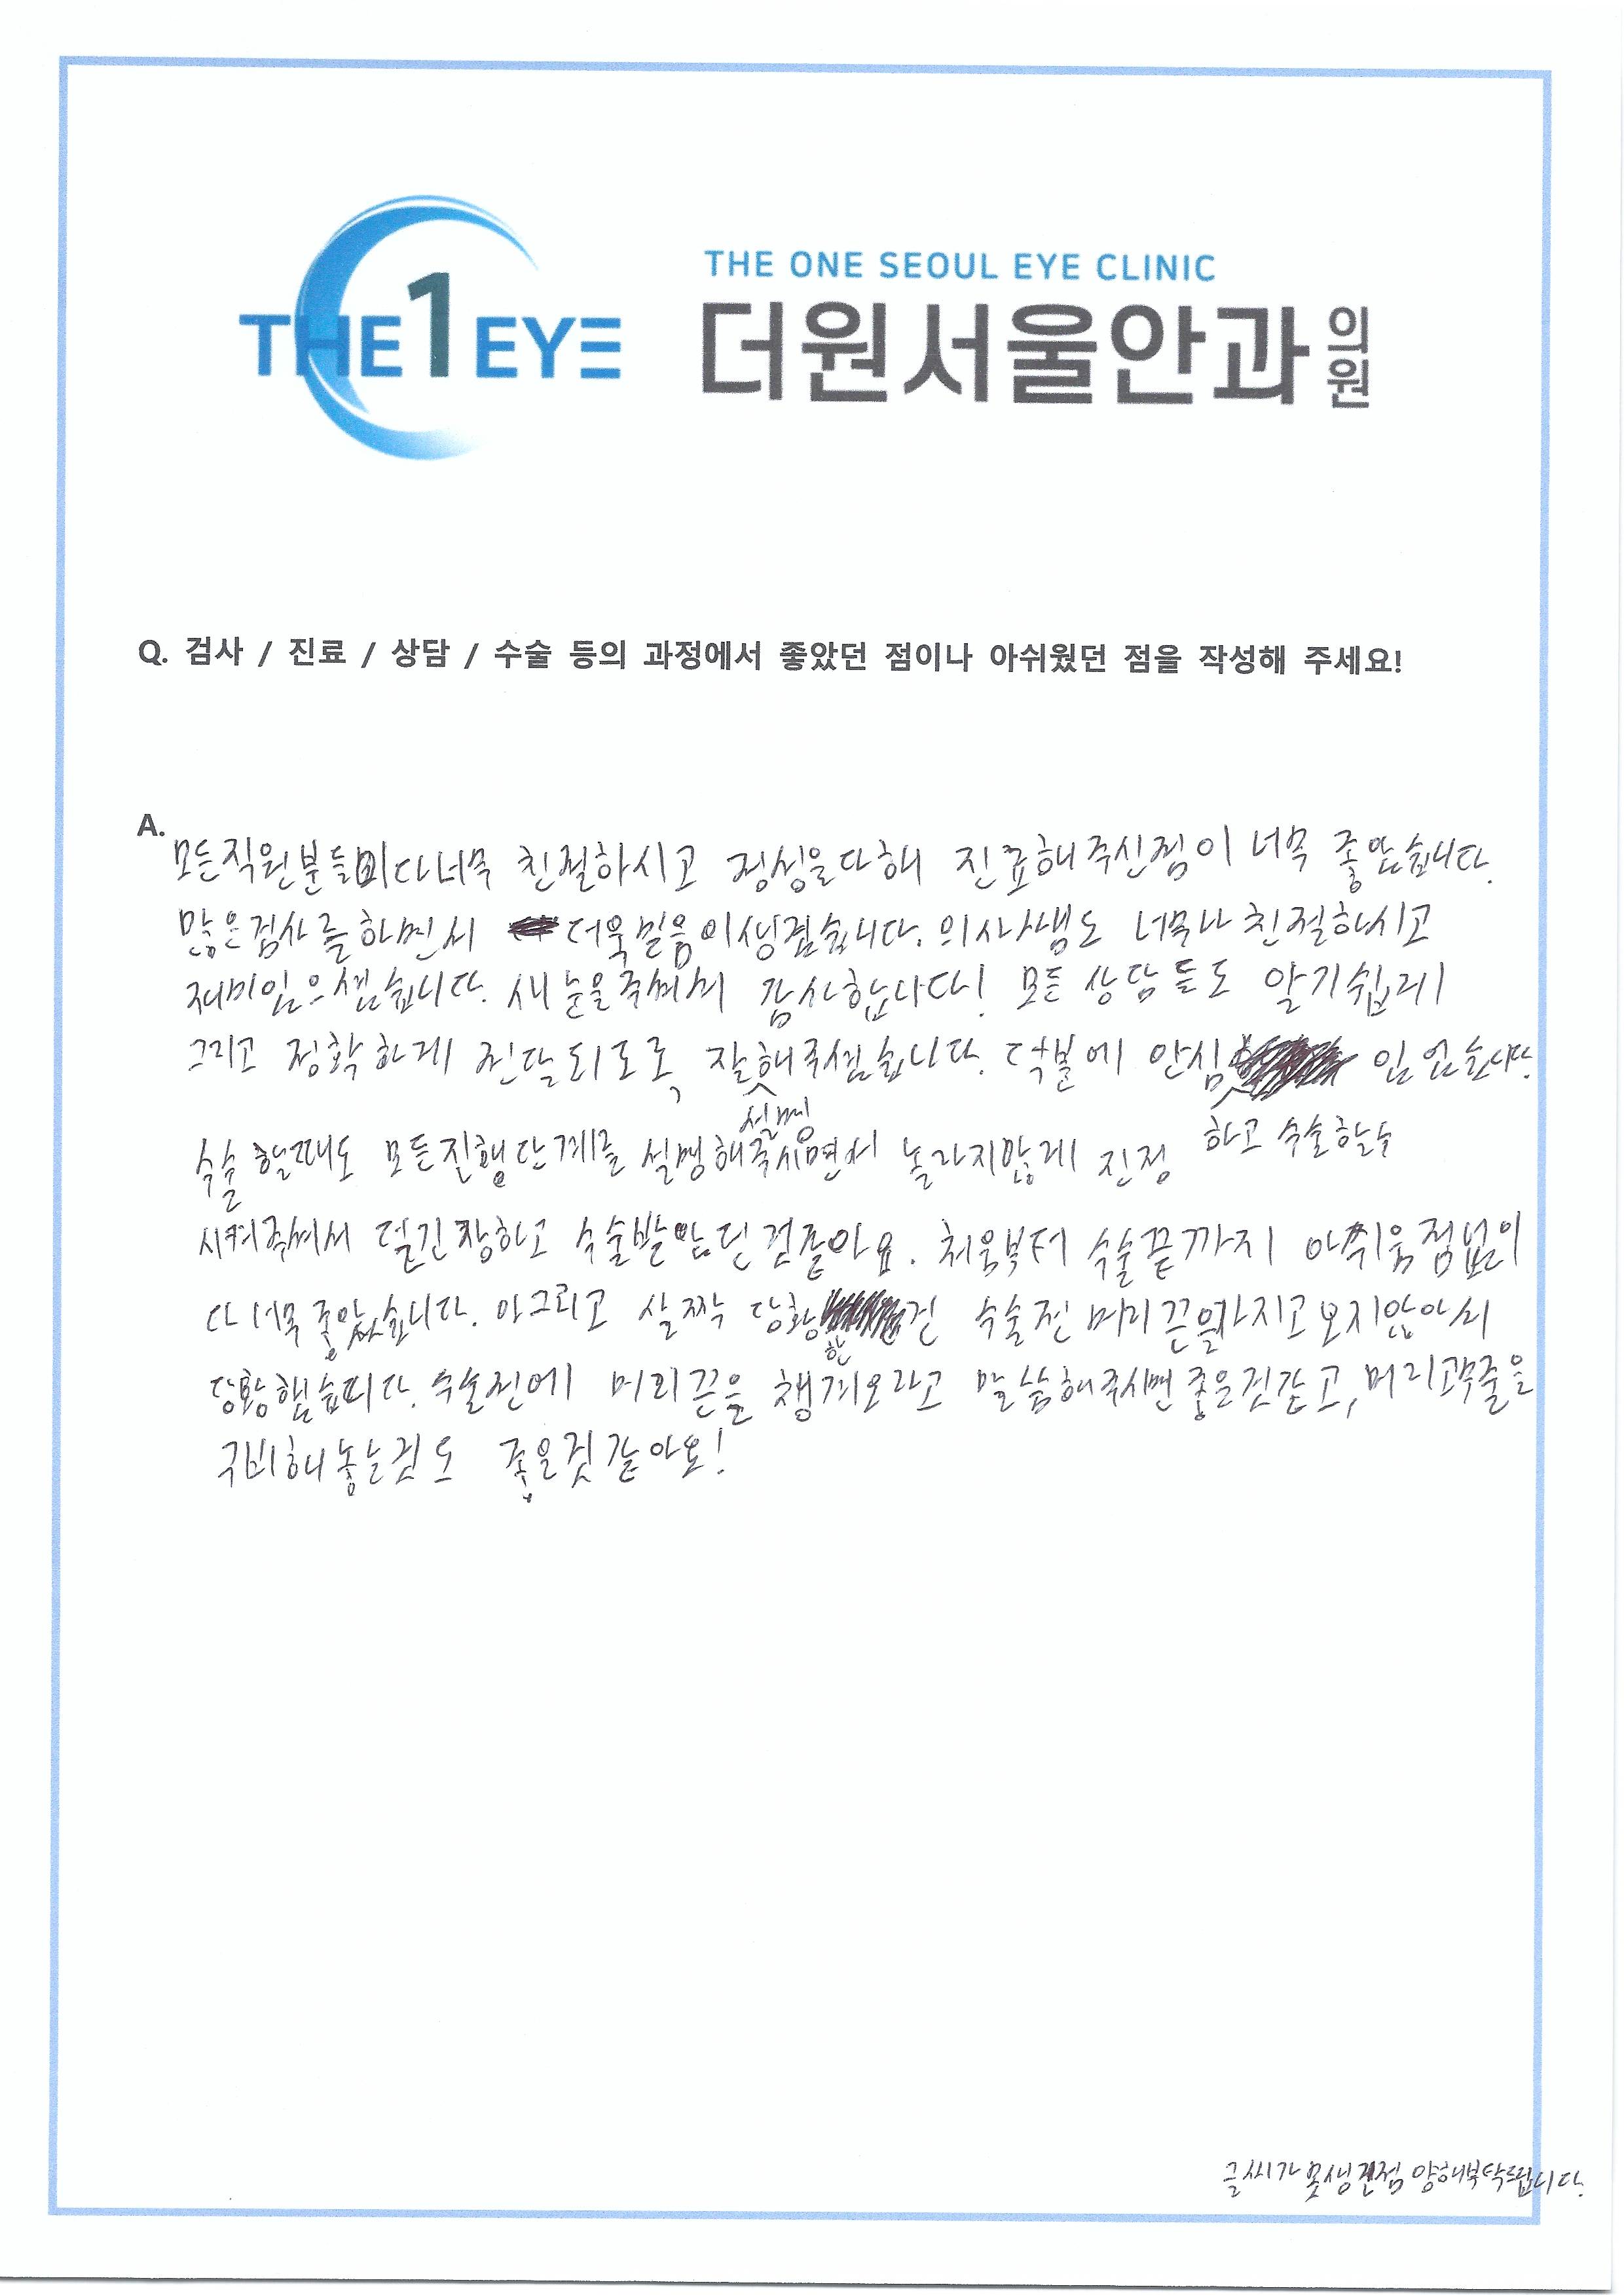 THE 1 EYE
THE ONE SEOUL EYE CLINIC
더원서울안과의원
Q. 검사 / 진료 / 상담 / 수술 등의 과정에서 좋았던 점이나 아쉬웠던 점을 작성해 주세요!
A.
모든직원분들이다너무 친절하시고 정성을다해 진료해주신점이 너무 좋았습니다.
많은검사를하면서 더욱믿음이생겼습니다. 의사쌤도 너무나 친절하시고
재미있으셨습니다. 새눈을주셔서 감사합니다! 모든 상담들도 알기쉽게
그리고 정확하게 전달되도록, 잘설명해주셨습니다. 덕분에 안심하고 수술할수 있었습니다.
수술할때도 모든진행단계를 설명해주시면서 놀라지않게 진정
시켜주셔서 덜긴장하고 수술받았던것같아요. 처음부터 수술끝까지 아쉬움점없이
다너무좋았습니다. 아그리고 살짝 당황한건 수술전 머리끈을가지고오지않아서
당황했습니다. 수술전에 머리끈을 챙겨오라고 말씀해주시면좋을것같고, 머리고무줄을
구비해놓는것도 좋을것같아요!
글씨가못생긴점 양해부탁드립니다.